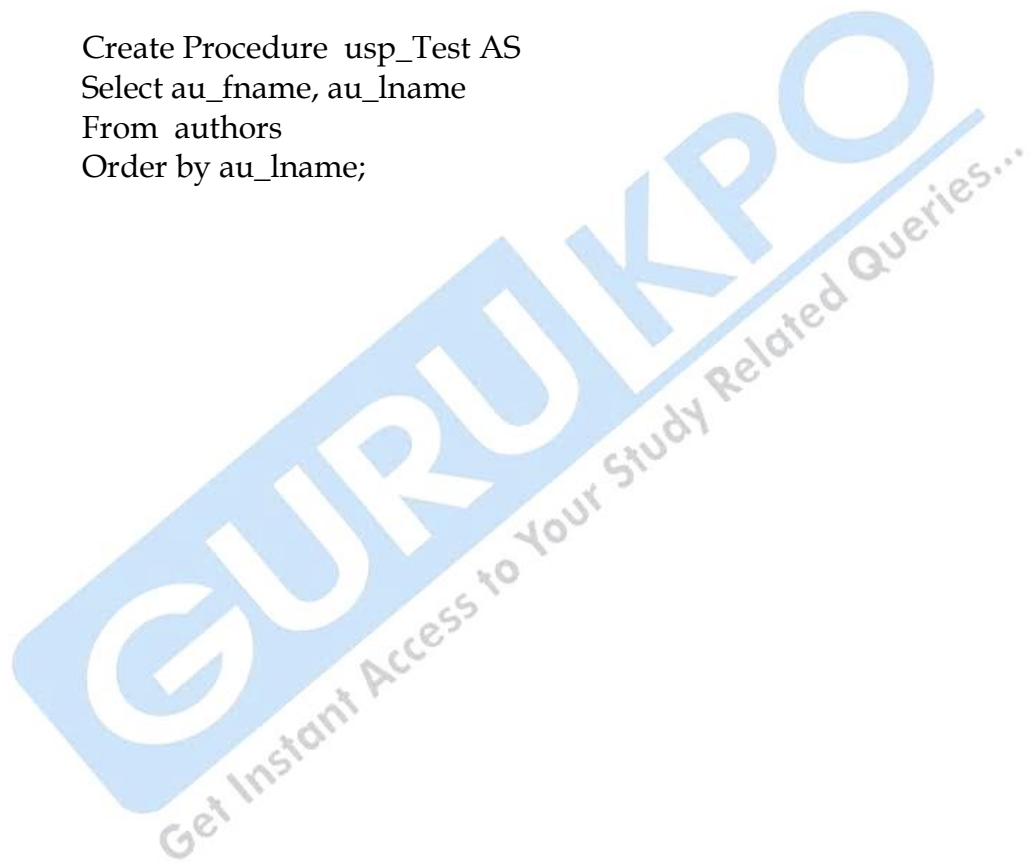 Create Procedure  usp_Test AS
Select au_fname, au_lname
From  authors
Order by au_lname;
GURUKPO
Get Instant Access to Your Study Related Queries...